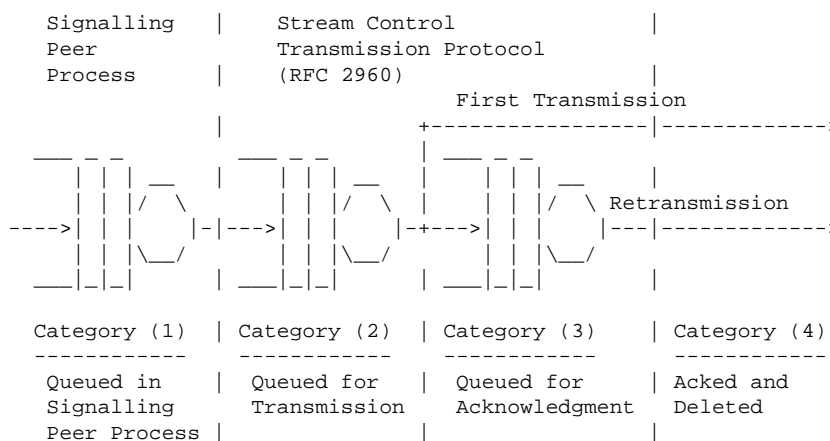 Signalling | Stream Control |
Peer Transmission Protocol
Process | (RFC 2960) |
First Transmission
Retransmission
Category (1) | Category (2) | Category (3) | Category (4)
Queued in | Queued for | Queued for | Acked and
Signalling Transmission | Acknowledgment | Deleted
Peer Process | | |